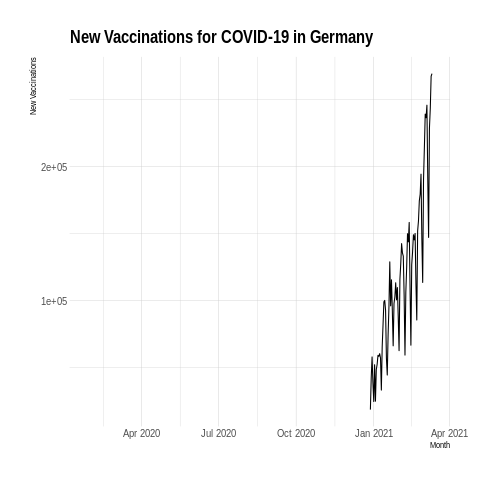 New Vaccinations for COVID-19 in Germany
New Vaccinations
2e+05
1e+05
Apr 2020 Jul 2020 Oct 2020 Jan 2021 Apr 2021
Month